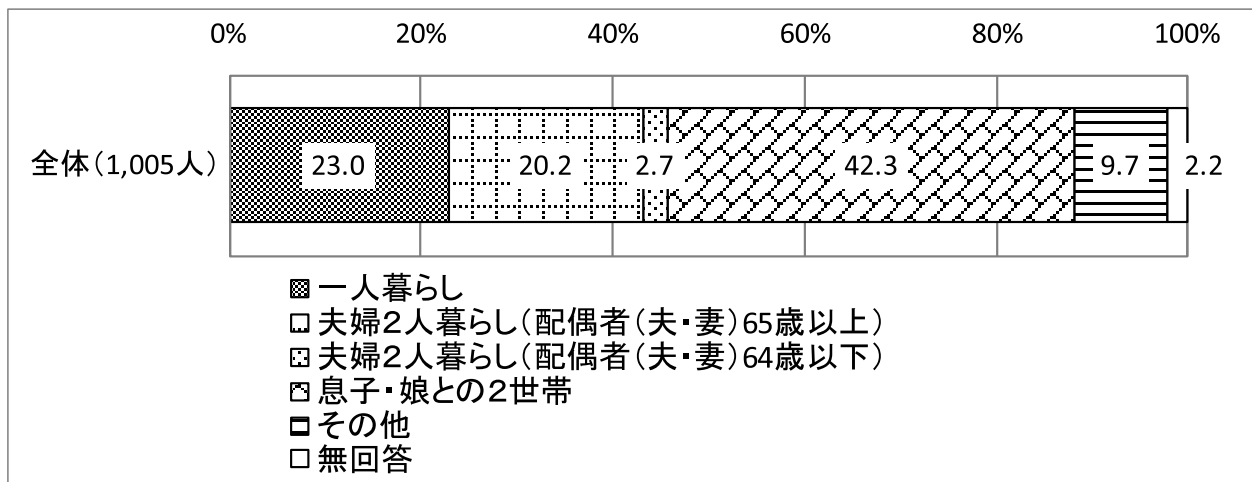 0% 20% 40% 60% 80% 100%
全体(1,005人) 23.0 20.2 2.7 42.3 9.7 2.2
一人暮らし
夫婦2人暮らし(配偶者(夫・妻)65歳以上)
夫婦2人暮らし(配偶者(夫・妻)64歳以下)
息子・娘との2世帯
その他
無回答